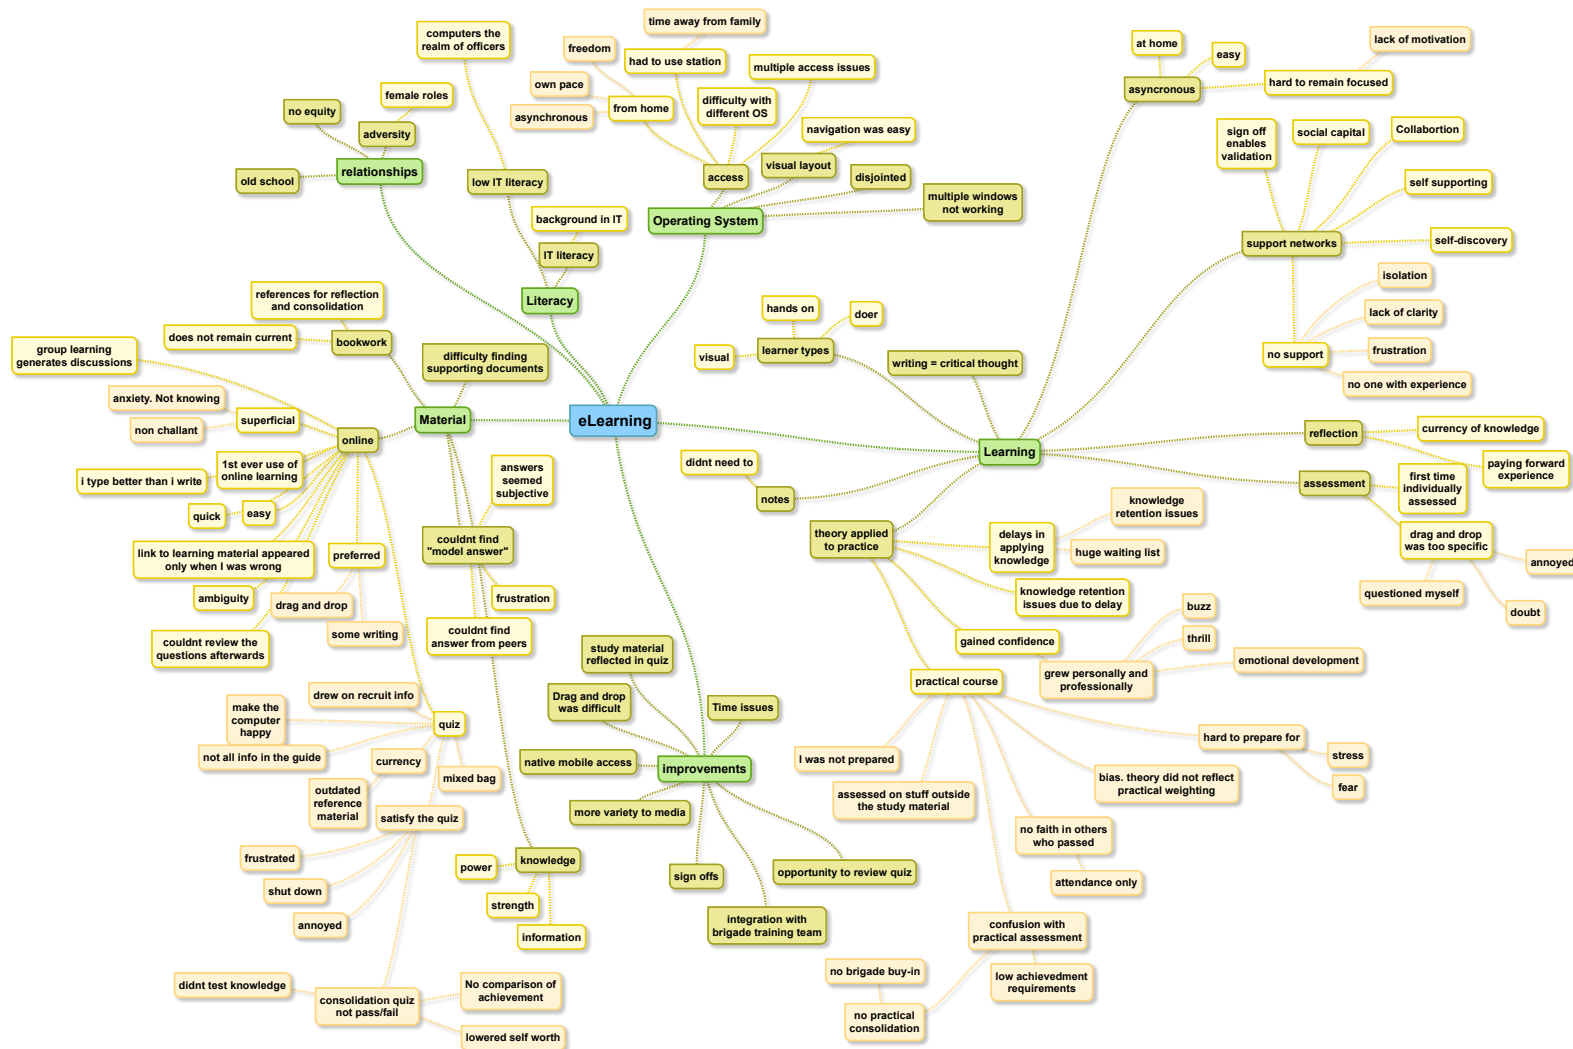 time away from family
computers the
realm of officers
freedom
had to use station
multiple access issues
at home
easy
lack of motivation
hard to remain focused
asyncronous
own pace
asynchronous
from home
difficulty with
different OS
female roles
no equity
adversity
navigation was easy
sign off
enables
validation
social capital
Collabortion
relationships
old school
low IT literacy
access
visual layout
disjointed
self supporting
multiple windows
not working
Operating System
background in IT
IT literacy
support networks
self-discovery
isolation
lack of clarity
no support
frustration
no one with experience
Literacy
references for reflection
and consolidation
does not remain current
bookwork
hands on
doer
visual
learner types
writing = critical thought
group learning
generates discussions
difficulty finding
supporting documents
anxiety. Not knowing
non challant
superficial
online
Material
eLearning
Learning
reflection
currency of knowledge
paying forward
experience
assessment
first time
individually
assessed
1st ever use of
online learning
i type better than i write
answers
seemed
subjective
didnt need to
notes
quick
easy
knowledge
retention issues
theory applied
to practice
delays in
applying
knowledge
huge waiting list
drag and drop
was too specific
annoyed
link to learning material appeared
only when I was wrong
preferred
couldnt find
"model answer"
ambiguity
drag and drop
frustration
knowledge retention
issues due to delay
questioned myself
doubt
couldnt review the
questions afterwards
some writing
couldnt find
answer from peers
study material
reflected in quiz
gained confidence
buzz
thrill
emotional development
grew personally and
professionally
practical course
drew on recruit info
make the
computer
happy
quiz
Drag and drop
was difficult
Time issues
not all info in the guide
currency
mixed bag
native mobile access
improvements
I was not prepared
hard to prepare for
stress
fear
outdated
reference
material
satisfy the quiz
more variety to media
assessed on stuff outside
the study material
bias. theory did not reflect
practical weighting
no faith in others
who passed
attendance only
frustrated
shut down
annoyed
power
knowledge
strength
information
sign offs
opportunity to review quiz
integration with
brigade training team
confusion with
practical assessment
no brigade buy-in
low achievedment
requirements
no practical
consolidation
didnt test knowledge
consolidation quiz
not pass/fail
No comparison of
achievement
lowered self worth